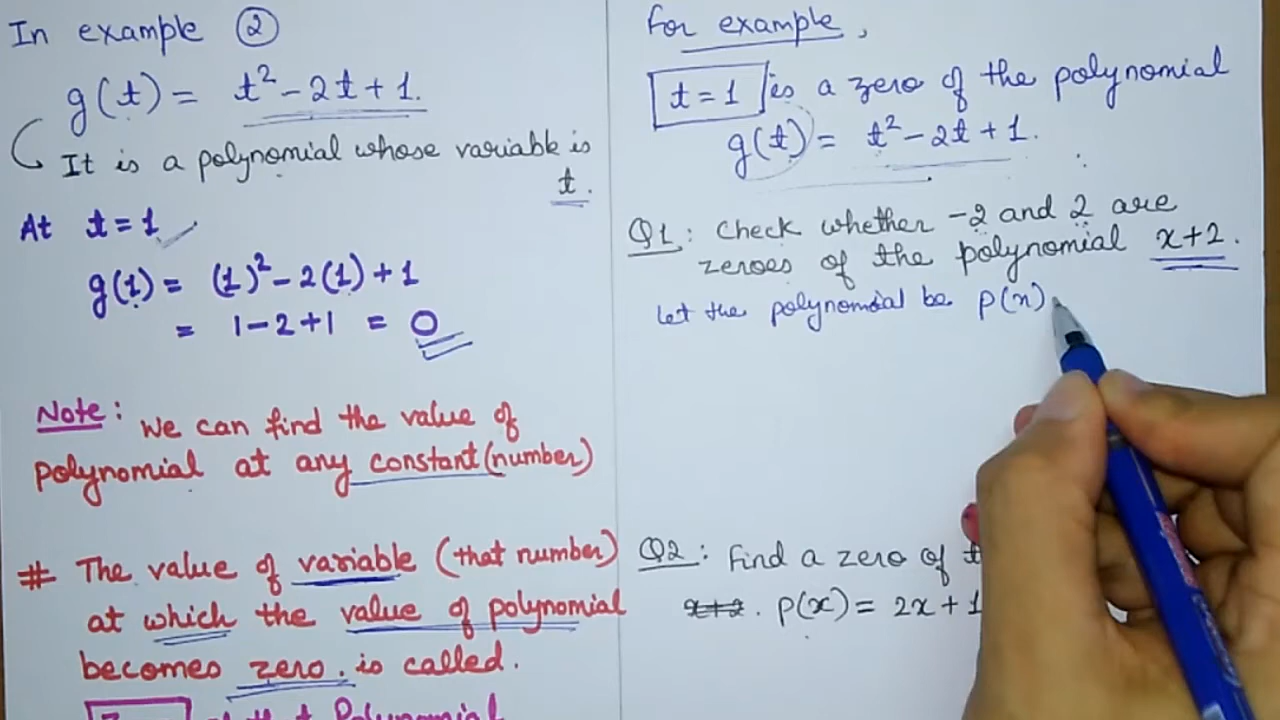 In example ②
g(t) = t² - 2t + 1.
It is a polynomial whose variable is
t.
At t = 1
g(1) = (1)² - 2(1) + 1
= 1 - 2 + 1 = 0
Note: We can find the value of
polynomial at any constant (number)
# The value of variable (that number)
at which the value of polynomial
becomes zero. is called.
Polynomial
For example,
t = 1 is a zero of the polynomial
g(t) = t² - 2t + 1.
Q1: Check whether -2 and 2 are
zeroes of the polynomial x+2.
Let the polynomial be p(x)
Q2: Find a zero of
x+2. p(x) = 2x + 1